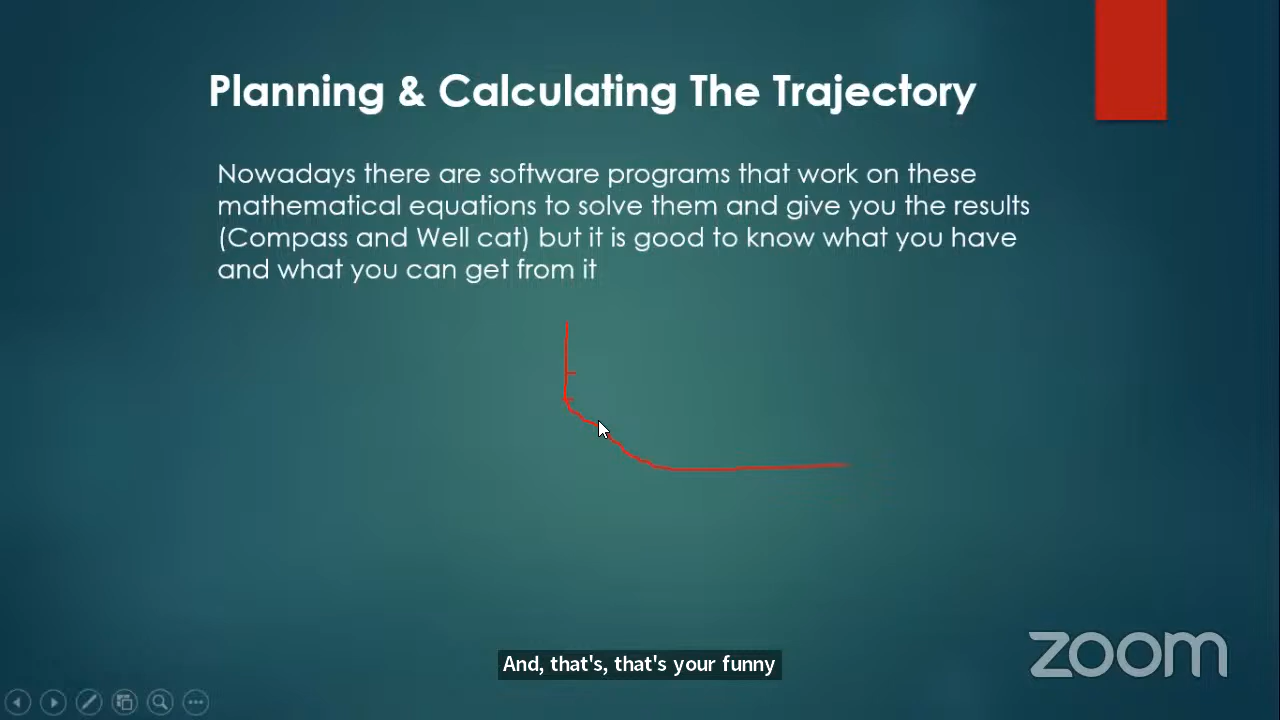 Planning & Calculating The Trajectory
Nowadays there are software programs that work on these
mathematical equations to solve them and give you the results
(Compass and Well cat) but it is good to know what you have
and what you can get from it
And, that's, that's your funny
zoom